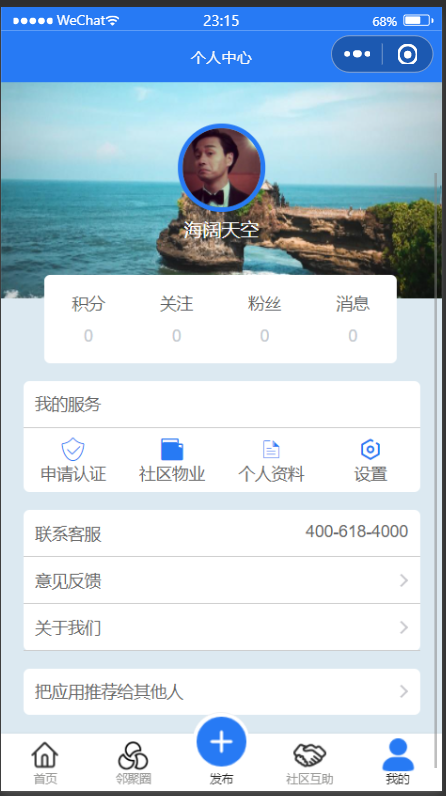 WeChat 23:15 68%
个人中心
海阔天空
积分 关注 粉丝 消息
0 0 0 0
我的服务
申请认证 社区物业 个人资料 设置
联系客服 400-618-4000
意见反馈
关于我们
把应用推荐给其他人
首页 邻聚圈 发布 社区互助 我的